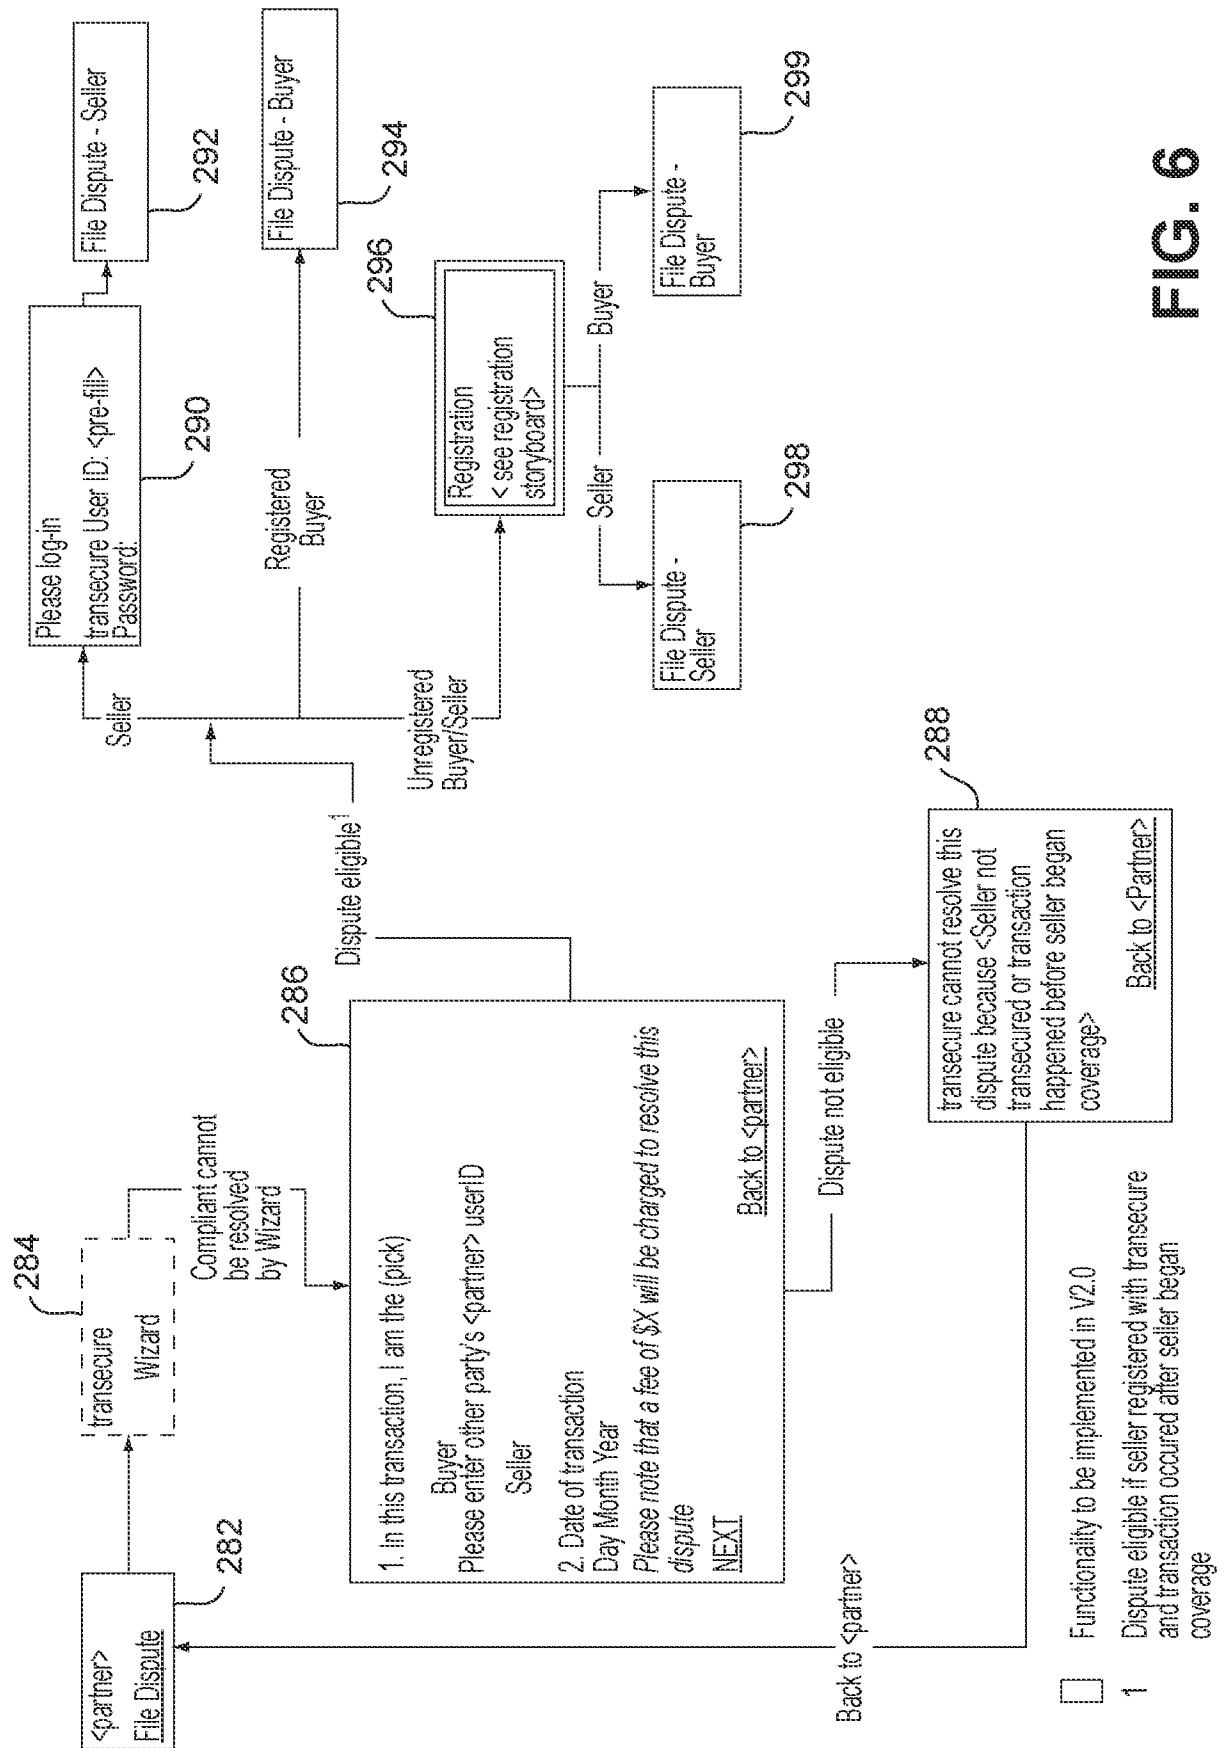 <partner>
File Dispute
282
284
transecure
Wizard
Compliant cannot
be resolved
by Wizard
286
1. In this transaction, I am the (pick)
Buyer
Please enter other party's <partner> userID
Seller
2. Date of transaction
Day Month Year
Please note that a fee of $X will be charged to resolve this
dispute
NEXT
Back to <partner>
Dispute eligible1
Seller
Please log-in
transecure User ID: <pre-fill>
Password:
290
File Dispute - Seller
292
Registered
Buyer
File Dispute - Buyer
294
Unregistered
Buyer/Seller
296
Registration
< see registration
storyboard>
Seller
Buyer
File Dispute -
Seller
298
File Dispute -
Buyer
299
Dispute not eligible
288
transecure cannot resolve this
dispute because <Seller not
transecured or transaction
happened before seller began
coverage>
Back to <Partner>
Back to <partner>
Functionality to be implemented in V2.0
1 Dispute eligible if seller registered with transecure
and transaction occured after seller began
coverage
FIG. 6